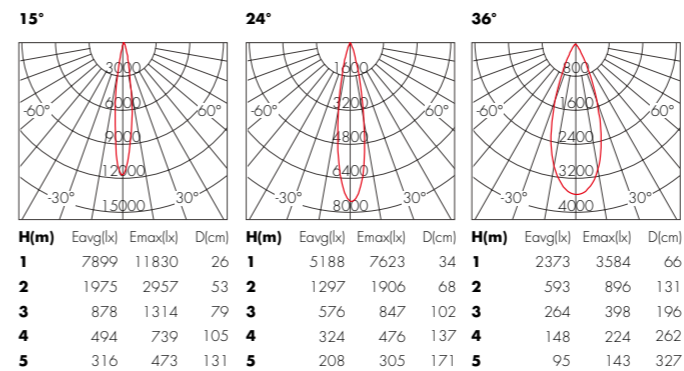 15° 24° 36°
3000 1600 800
6000 3200 1600
-60° 60° -60° 60° -60° 60°
9000 4800 2400
12000 6400 3200
-30° 30° -30° 30° -30° 30°
15000 8000 4000
H(m) Eavg(lx) Emax(lx) D(cm) H(m) Eavg(lx) Emax(lx) D(cm) H(m) Eavg(lx) Emax(lx) D(cm)
1 7899 11830 26 1 5188 7623 34 1 2373 3584 66
2 1975 2957 53 2 1297 1906 68 2 593 896 131
3 878 1314 79 3 576 847 102 3 264 398 196
4 494 739 105 4 324 476 137 4 148 224 262
5 316 473 131 5 208 305 171 5 95 143 327